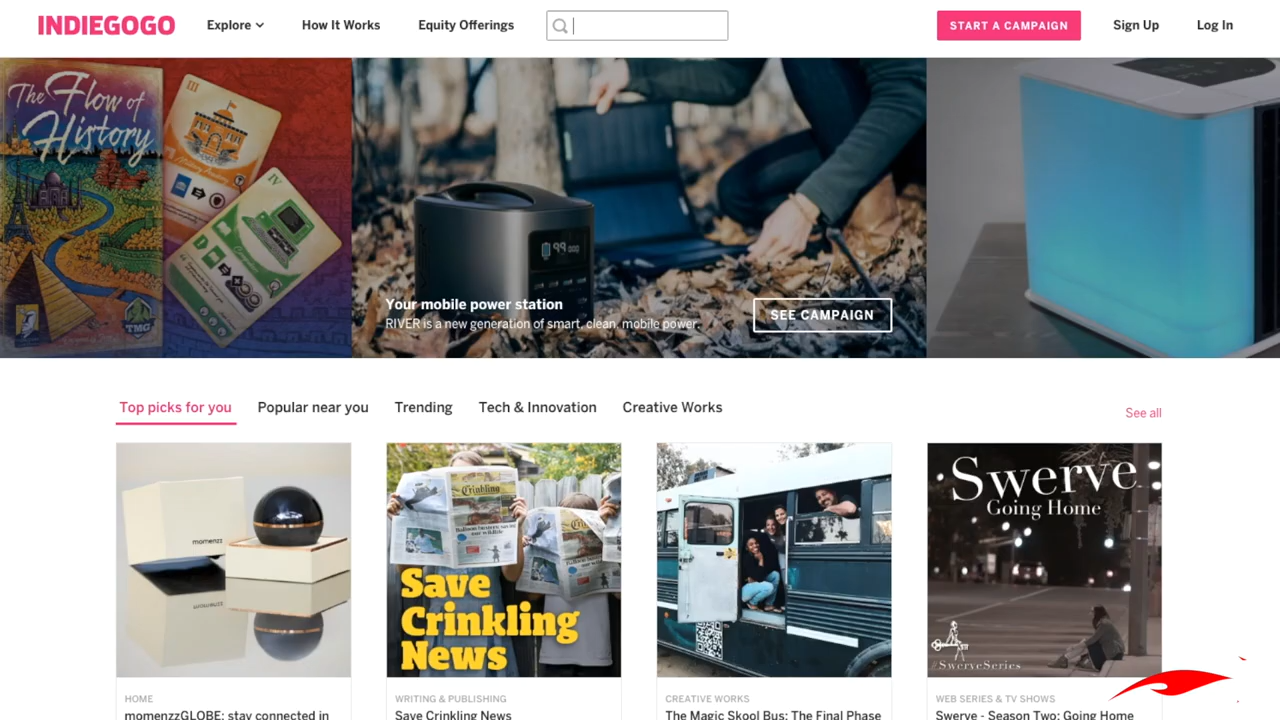 INDIEGOGO
Explore
How It Works
Equity Offerings
START A CAMPAIGN
Sign Up
Log In
The Flow of
History
III
IV
TMG
99
Your mobile power station
RIVER is a new generation of smart, clean, mobile power.
SEE CAMPAIGN
Top picks for you
Popular near you
Trending
Tech & Innovation
Creative Works
See all
momenzz
Crinkling
Save
Crinkling
News
Swerve
Going Home
#SwerveSeries
HOME
WRITING & PUBLISHING
CREATIVE WORKS
WEB SERIES & TV SHOWS
momenzzGLOBE: stay connected in
Save Crinkling News
The Magic Skool Bus: The Final Phase
Swerve - Season Two: Going Home